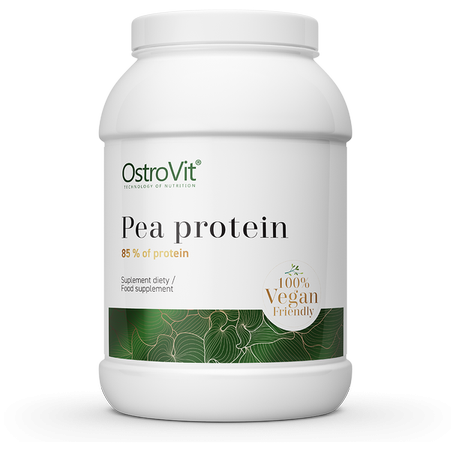 OstroVit®
TECHNOLOGY OF NUTRITION
Pea protein
85 % of protein
Suplement diety /
Food supplement
100%
Vegan
Friendly